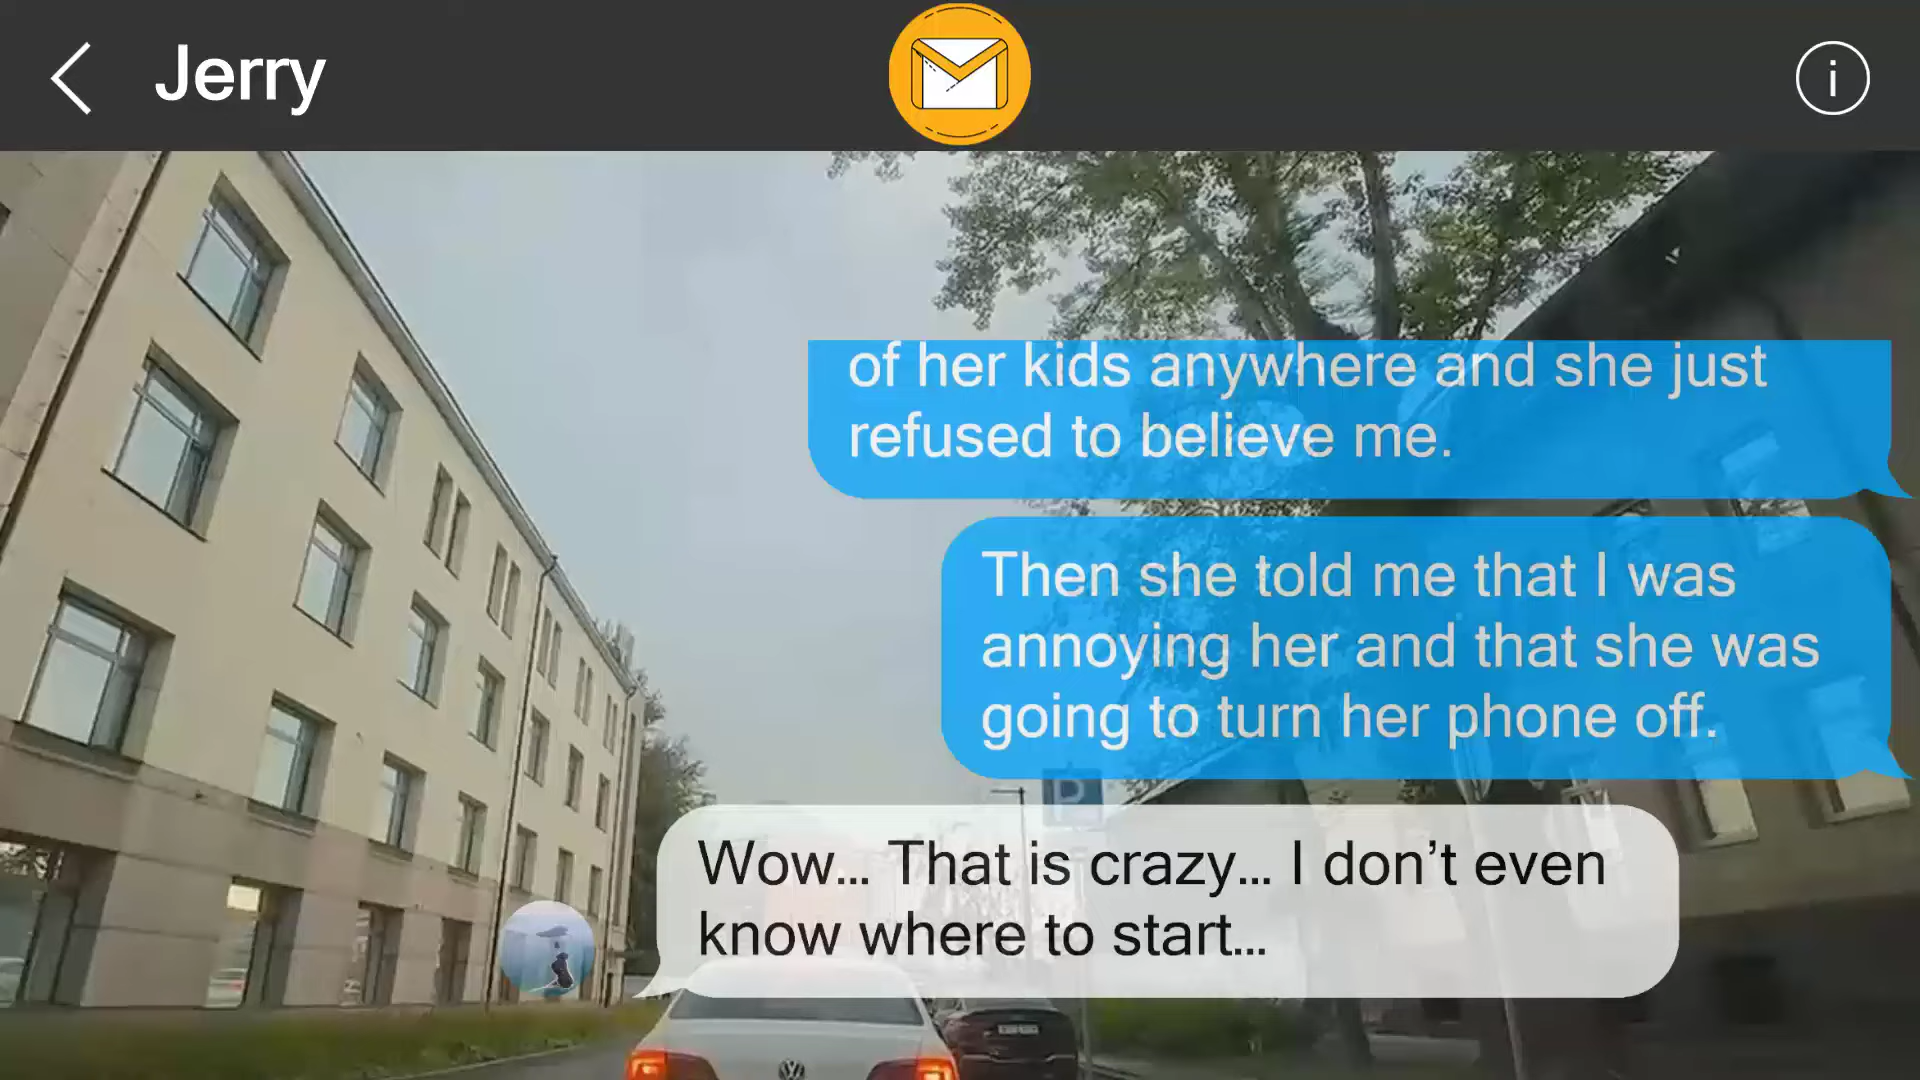 Jerry
of her kids anywhere and she just
refused to believe me.
Then she told me that I was
annoying her and that she was
going to turn her phone off.
P
Wow... That is crazy... I don’t even
know where to start...